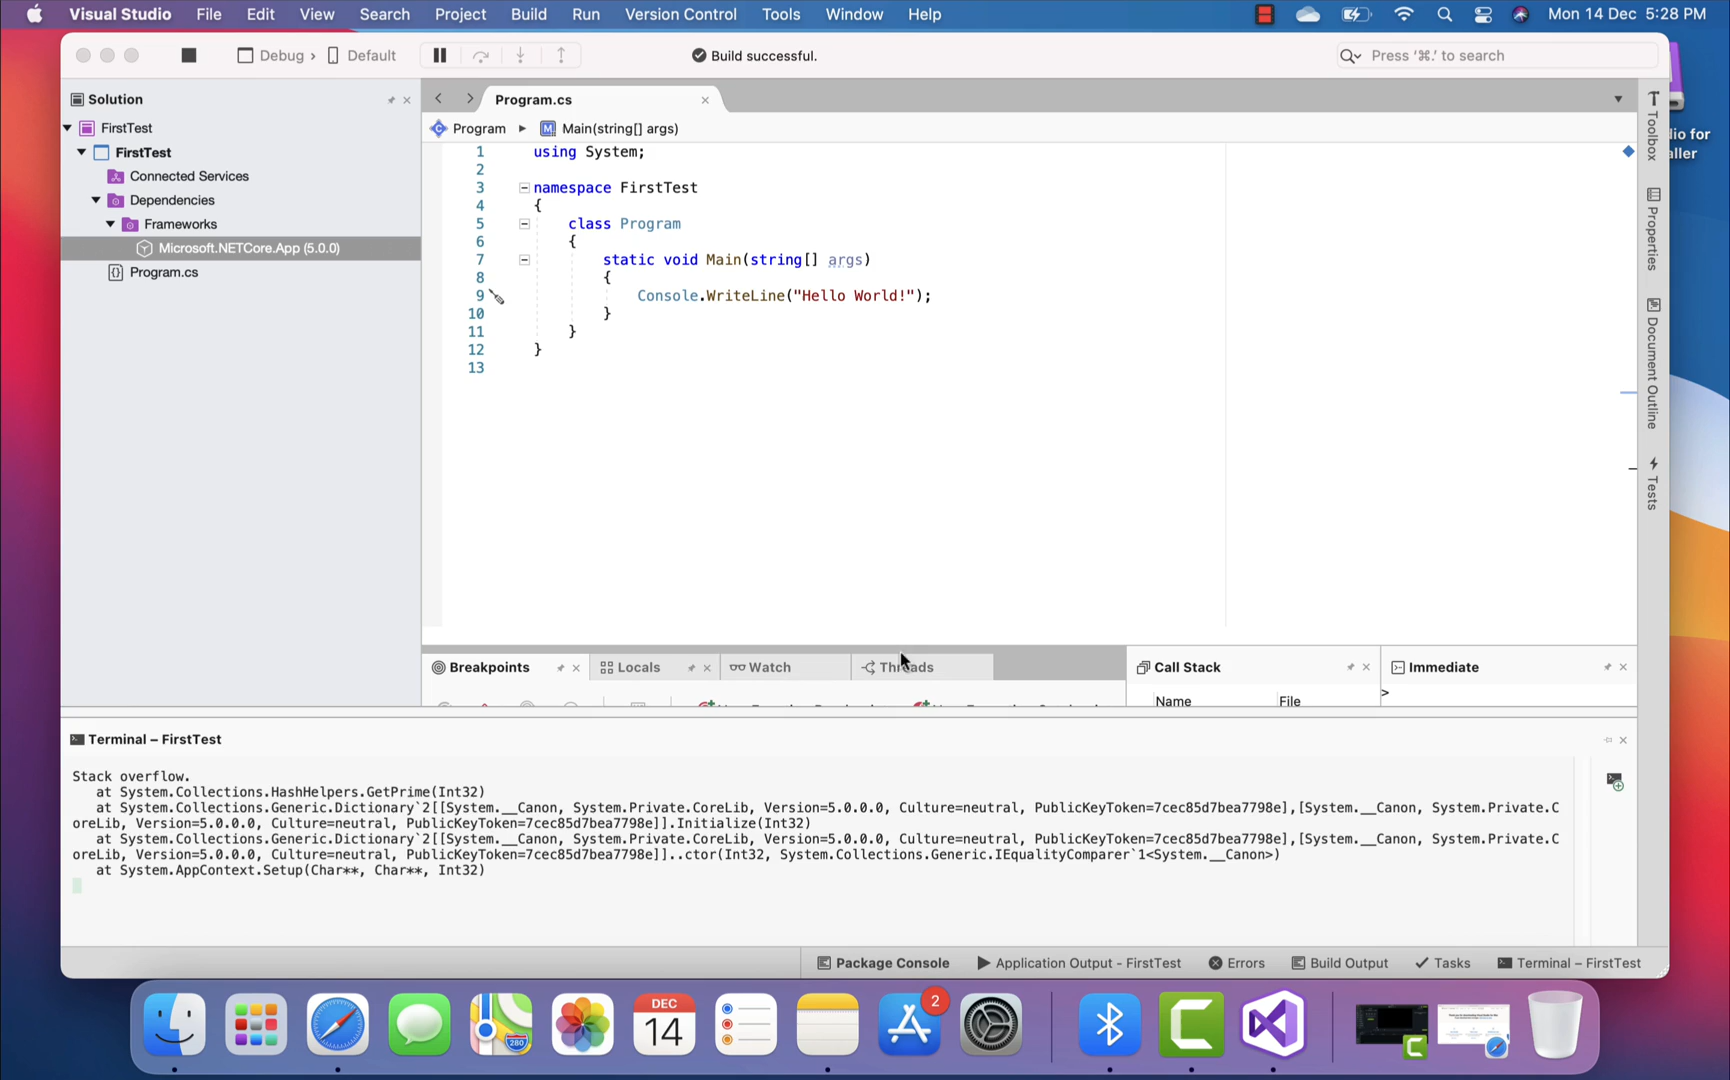 Visual Studio File Edit View Search Project Build Run Version Control Tools Window Help Mon 14 Dec 5:28 PM
Debug › Default Build successful. Press '⌘.' to search
Solution
FirstTest
FirstTest
Connected Services
Dependencies
Frameworks
Microsoft.NETCore.App (5.0.0)
Program.cs
Program.cs
Program ▸ Main(string[] args)
1 using System;
2
3 namespace FirstTest
4 {
5 class Program
6 {
7 static void Main(string[] args)
8 {
9 Console.WriteLine("Hello World!");
10 }
11 }
12 }
13
Toolbox
Properties
Document Outline
Tests
dio for
aller
Breakpoints Locals Watch Threads Call Stack Immediate
Name File >
Terminal – FirstTest
Stack overflow.
at System.Collections.HashHelpers.GetPrime(Int32)
at System.Collections.Generic.Dictionary`2[[System.__Canon, System.Private.CoreLib, Version=5.0.0.0, Culture=neutral, PublicKeyToken=7cec85d7bea7798e],[System.__Canon, System.Private.C
oreLib, Version=5.0.0.0, Culture=neutral, PublicKeyToken=7cec85d7bea7798e]].Initialize(Int32)
at System.Collections.Generic.Dictionary`2[[System.__Canon, System.Private.CoreLib, Version=5.0.0.0, Culture=neutral, PublicKeyToken=7cec85d7bea7798e],[System.__Canon, System.Private.C
oreLib, Version=5.0.0.0, Culture=neutral, PublicKeyToken=7cec85d7bea7798e]]..ctor(Int32, System.Collections.Generic.IEqualityComparer`1<System.__Canon>)
at System.AppContext.Setup(Char**, Char**, Int32)
Package Console Application Output - FirstTest Errors Build Output Tasks Terminal – FirstTest
DEC
14
280
2